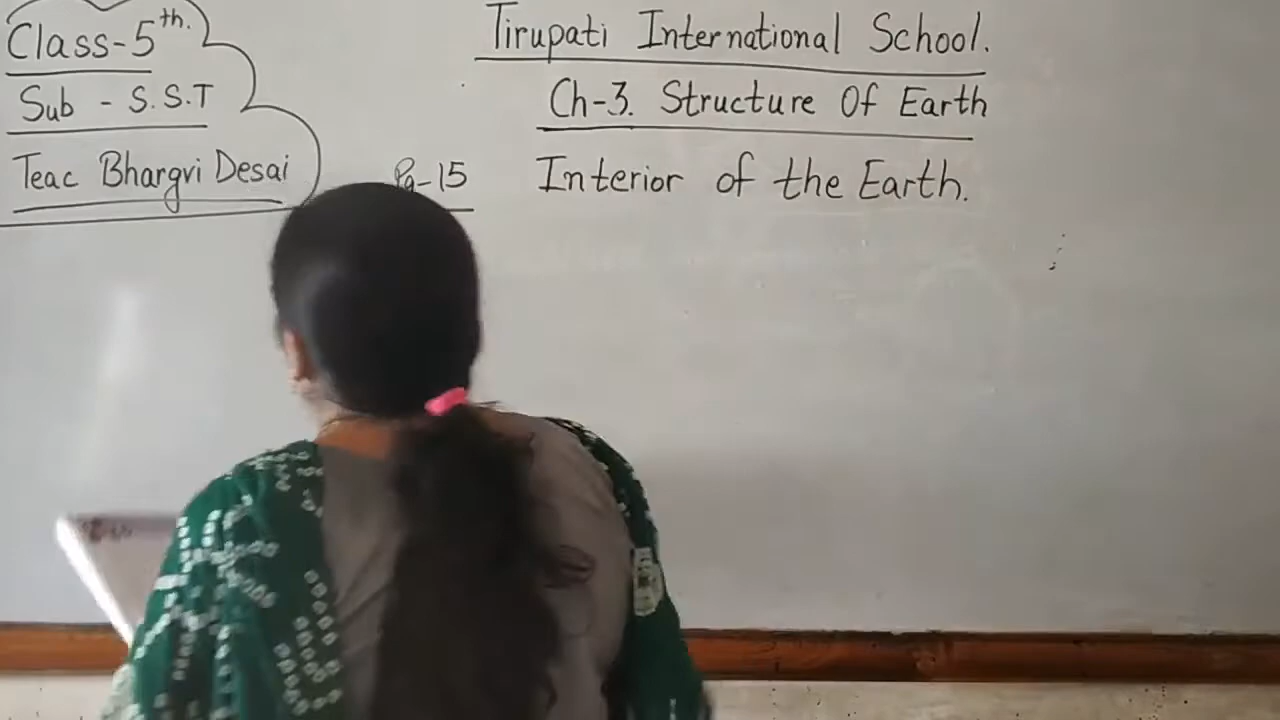 Class-5th.
Sub - S.S.T
Teac Bhargvi Desai
Tirupati International School.
Ch-3. Structure Of Earth
Pg-15 Interior of the Earth.